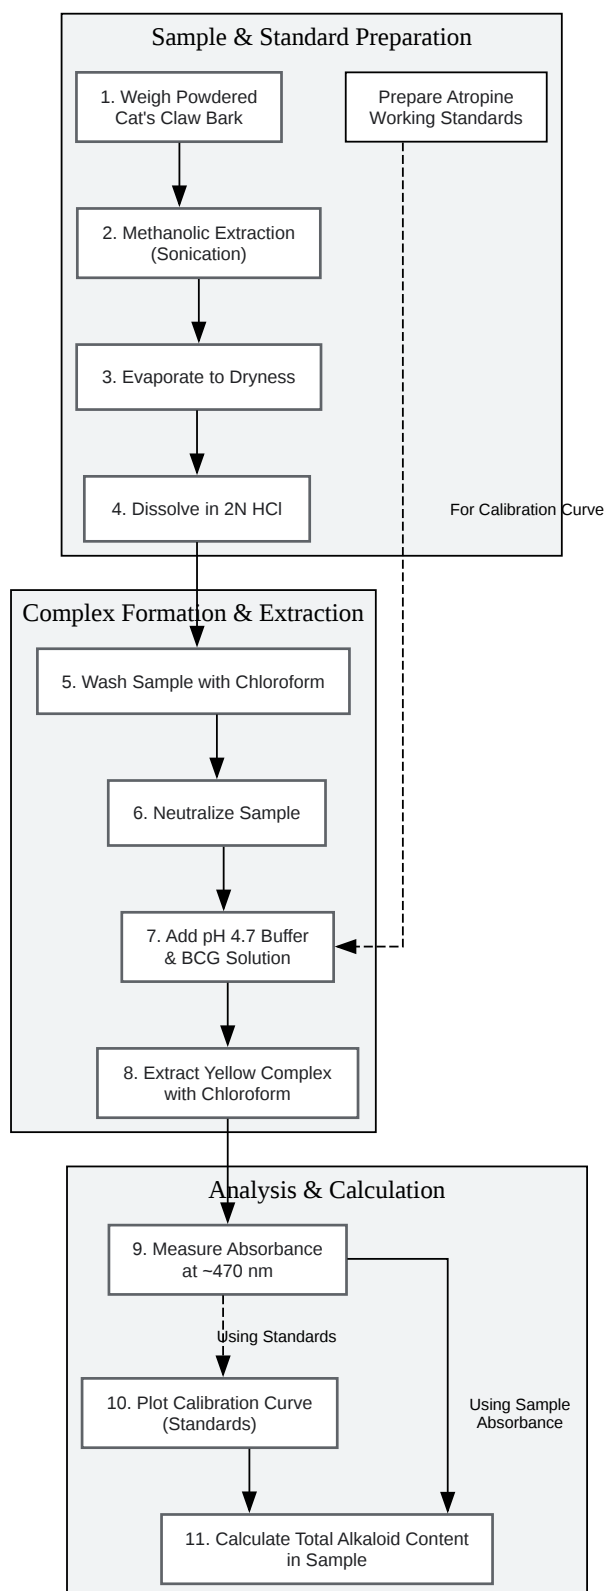 Sample & Standard Preparation
1. Weigh Powdered
Cat's Claw Bark
Prepare Atropine
Working Standards
2. Methanolic Extraction
(Sonication)
3. Evaporate to Dryness
4. Dissolve in 2N HCl
For Calibration Curve
Complex Formation & Extraction
5. Wash Sample with Chloroform
6. Neutralize Sample
7. Add pH 4.7 Buffer
& BCG Solution
8. Extract Yellow Complex
with Chloroform
Analysis & Calculation
9. Measure Absorbance
at ~470 nm
Using Standards
10. Plot Calibration Curve
(Standards)
Using Sample
Absorbance
11. Calculate Total Alkaloid Content
in Sample